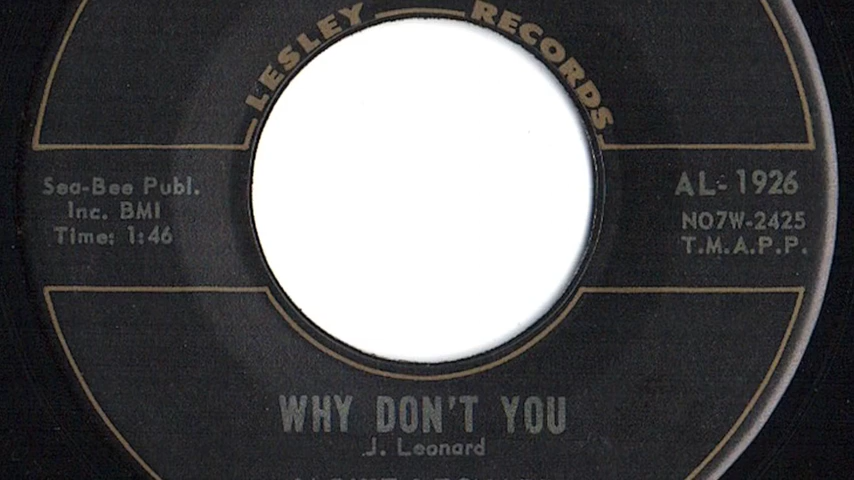 LESLEY RECORDS
Sea-Bee Publ.
Inc. BMI
Time: 1:46
AL-1926
NO7W-2425
T.M.A.P.P.
WHY DON'T YOU
J. Leonard